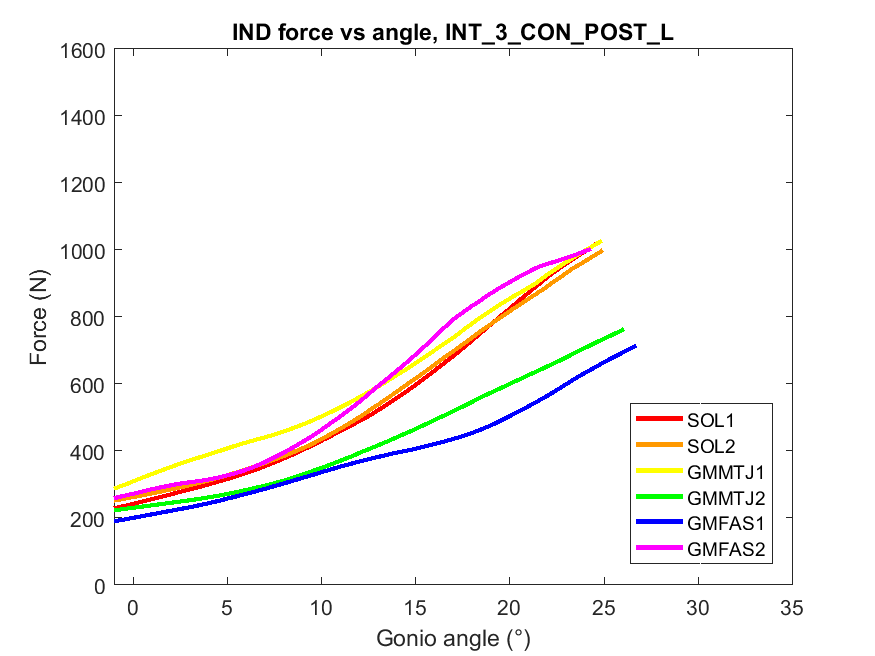 IND force vs angle, INT_3_CON_POST_L
1600
1400
1200
1000
800
600
400
200
0
Force (N)
0 5 10 15 20 25 30 35
Gonio angle (°)
SOL1
SOL2
GMMTJ1
GMMTJ2
GMFAS1
GMFAS2